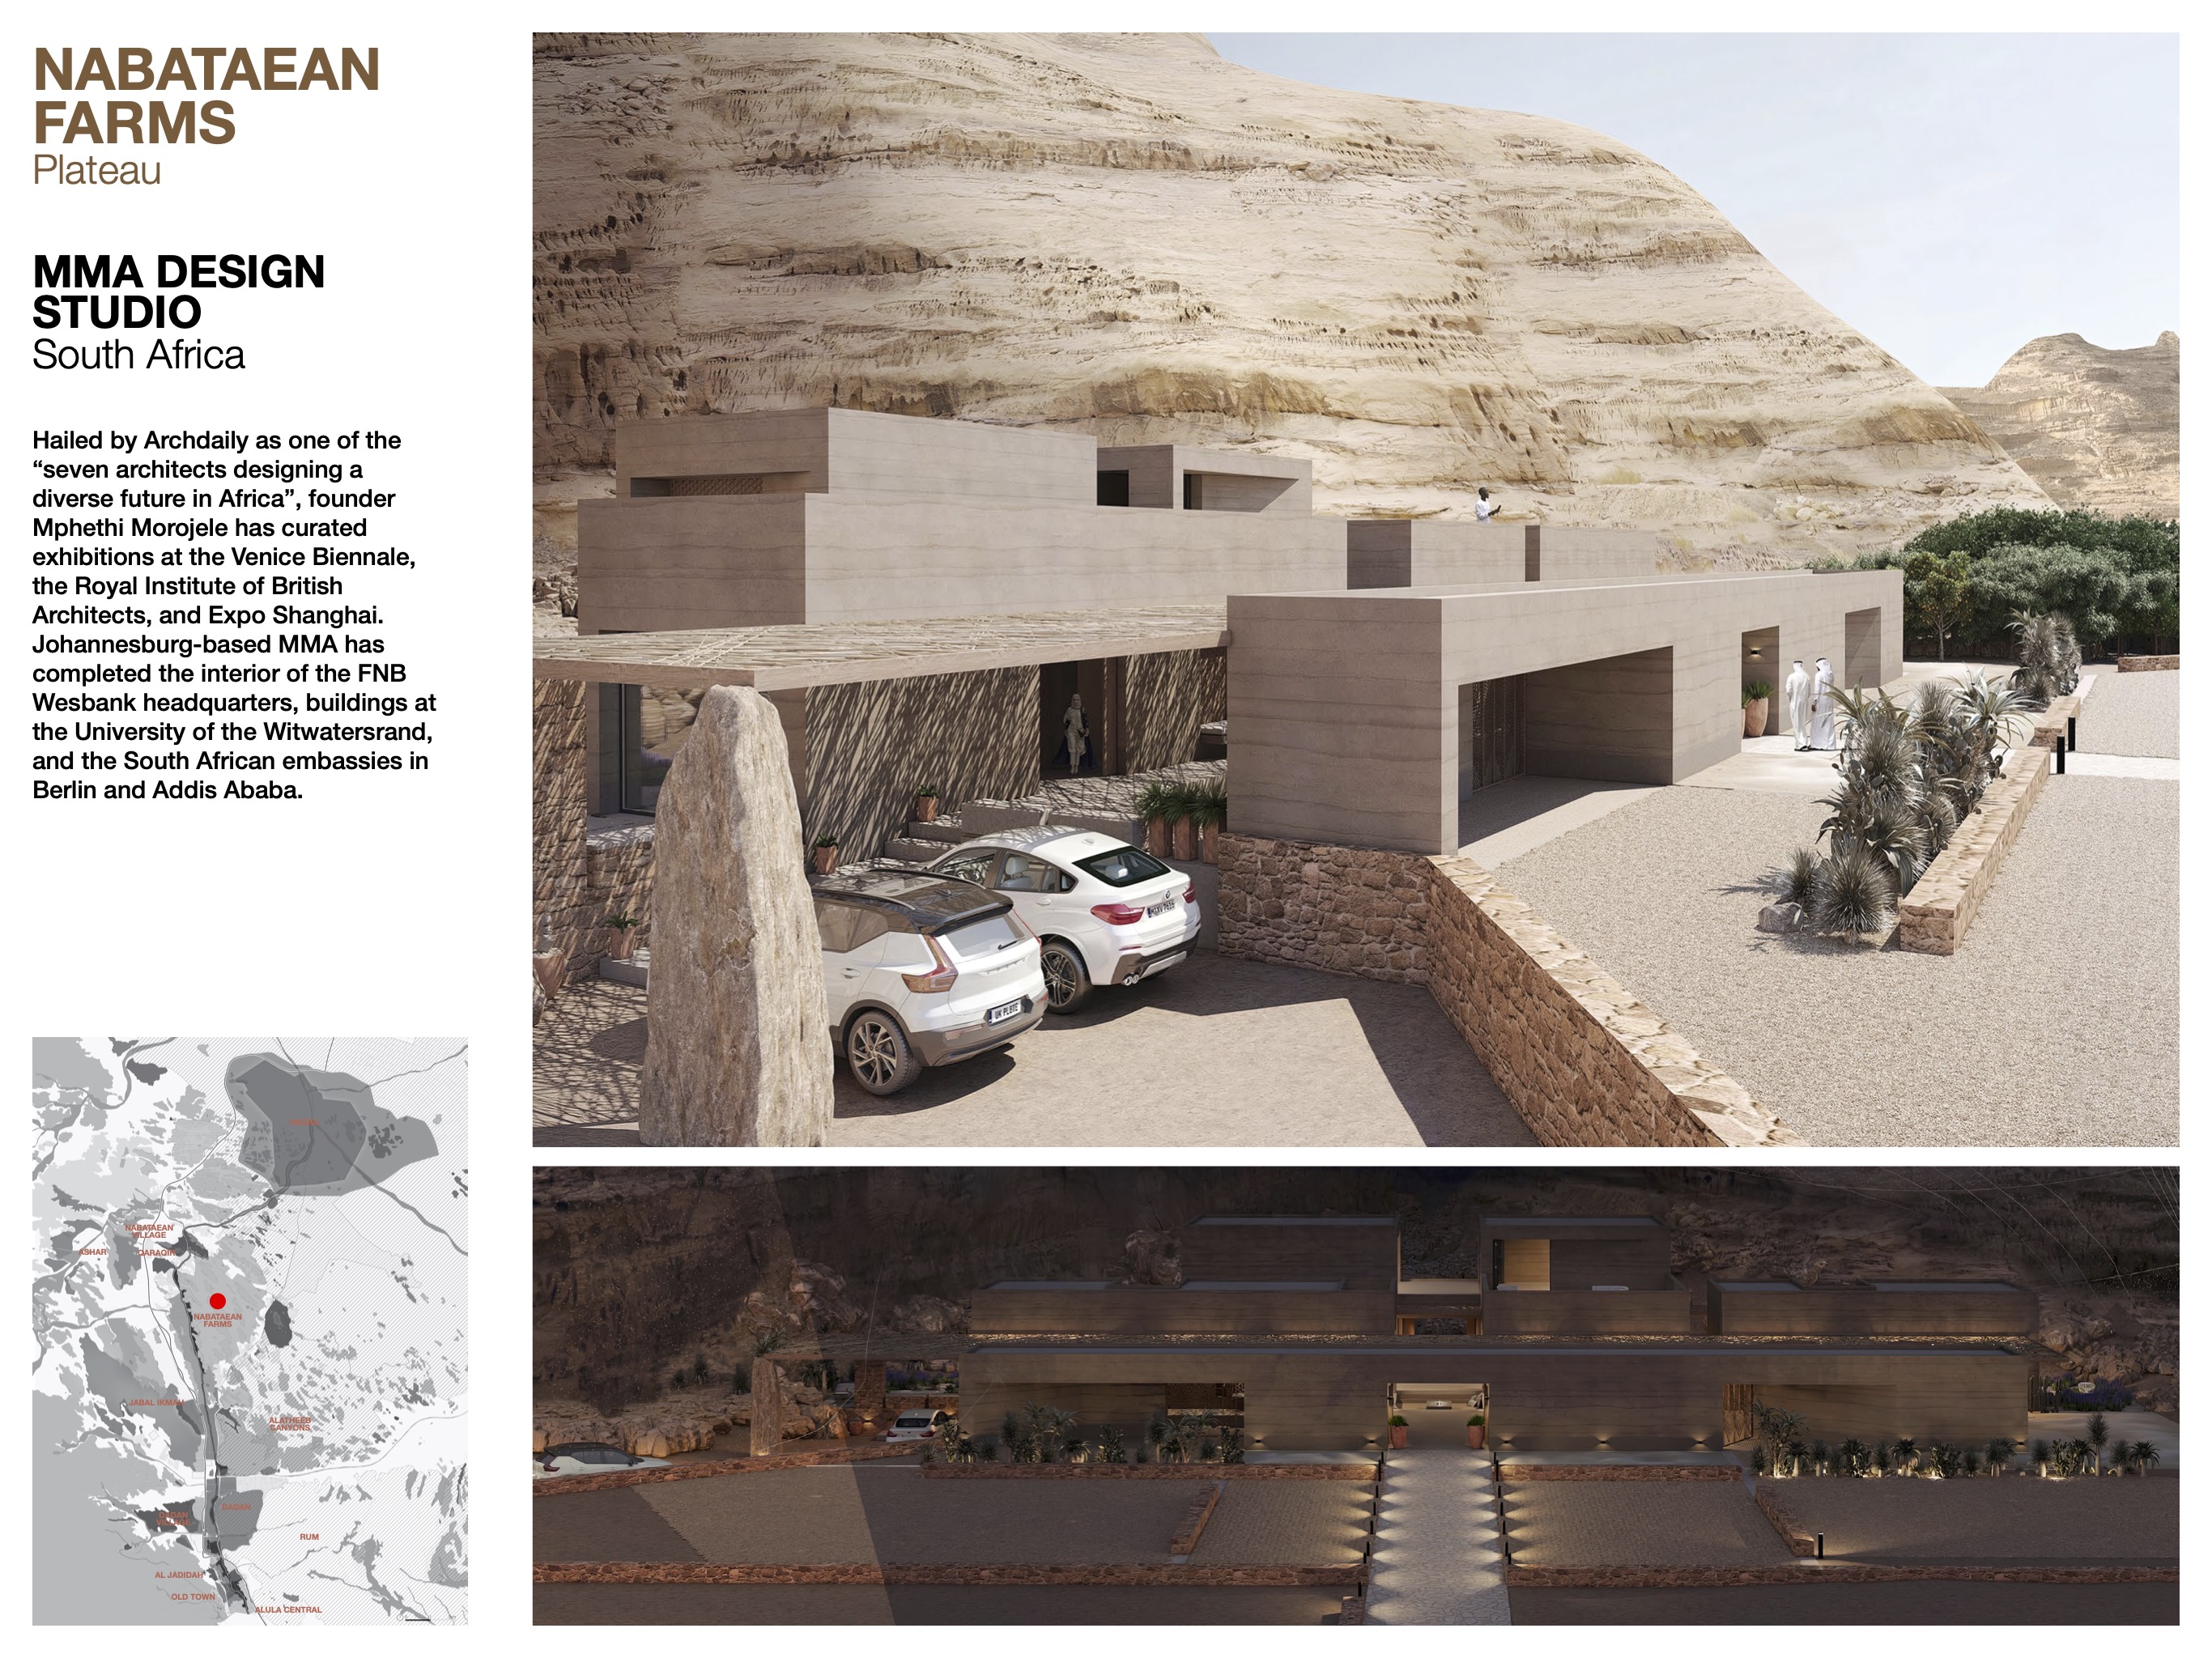 NABATAEAN
FARMS
Plateau
MMA DESIGN
STUDIO
South Africa
Hailed by Archdaily as one of the
“seven architects designing a
diverse future in Africa”, founder
Mphethi Morojele has curated
exhibitions at the Venice Biennale,
the Royal Institute of British
Architects, and Expo Shanghai.
Johannesburg-based MMA has
completed the interior of the FNB
Wesbank headquarters, buildings at
the University of the Witwatersrand,
and the South African embassies in
Berlin and Addis Ababa.
UK PL8TE
NABATAEAN
VILLAGE
ASHAR
QARAQIR
NABATAEAN
FARMS
JABAL IKMAH
ALATHEEB
CANYONS
DADAN
RUM
AL JADIDAH
OLD TOWN
ALULA CENTRAL